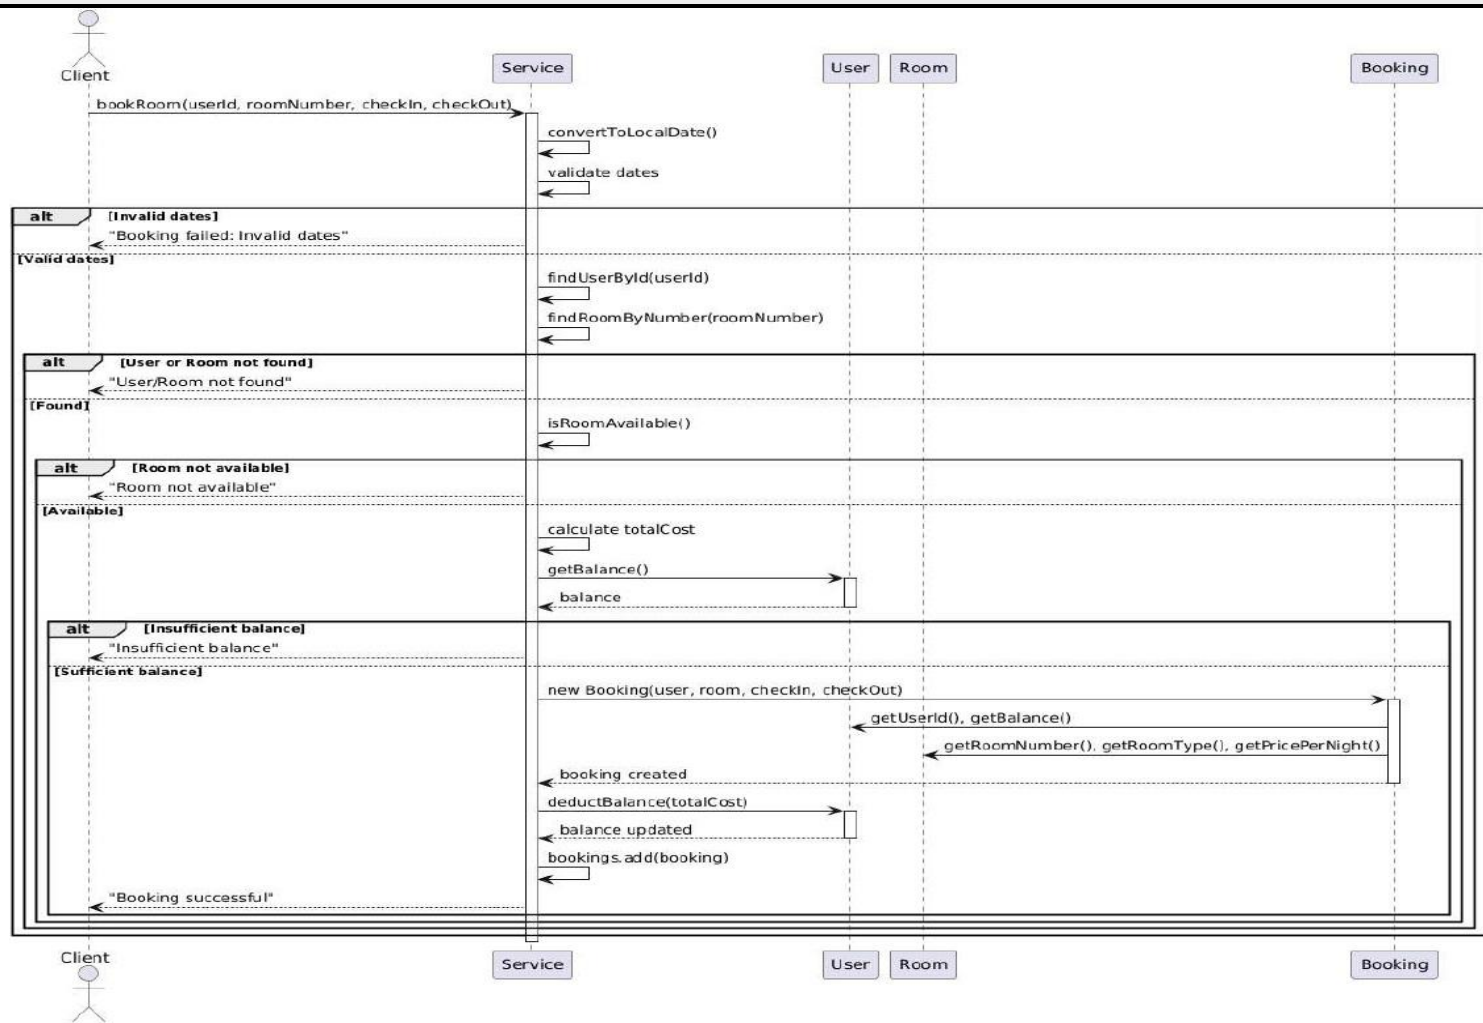 Client
Service
User
Room
Booking
bookRoom(userId, roomNumber, checkIn, checkOut)
convertToLocalDate()
validate dates
alt
[Invalid dates]
"Booking failed: Invalid dates"
[Valid dates]
findUserById(userId)
findRoomByNumber(roomNumber)
alt
[User or Room not found]
"User/Room not found"
[Found]
isRoomAvailable()
alt
[Room not available]
"Room not available"
[Available]
calculate totalCost
getBalance()
balance
alt
[Insufficient balance]
"Insufficient balance"
[Sufficient balance]
new Booking(user, room, checkIn, checkOut)
getUserId(), getBalance()
getRoomNumber(), getRoomType(), getPricePerNight()
booking created
deductBalance(totalCost)
balance updated
bookings.add(booking)
"Booking successful"
Client
Service
User
Room
Booking